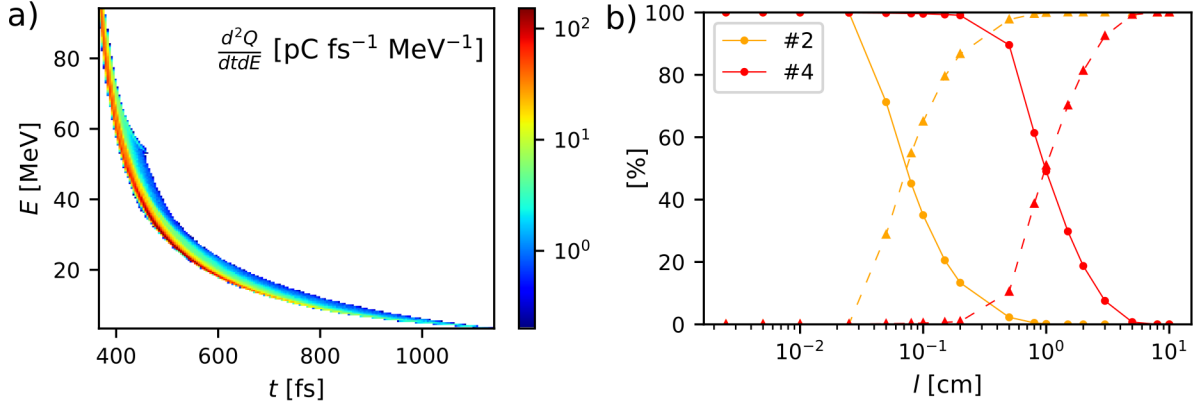 a)
d²Q/dtdE [pC fs⁻¹ MeV⁻¹]
E [MeV]
80
60
40
20
400 600 800 1000
t [fs]
10²
10¹
10⁰
b)
#2
#4
[%]
100
80
60
40
20
0
10⁻² 10⁻¹ 10⁰ 10¹
l [cm]